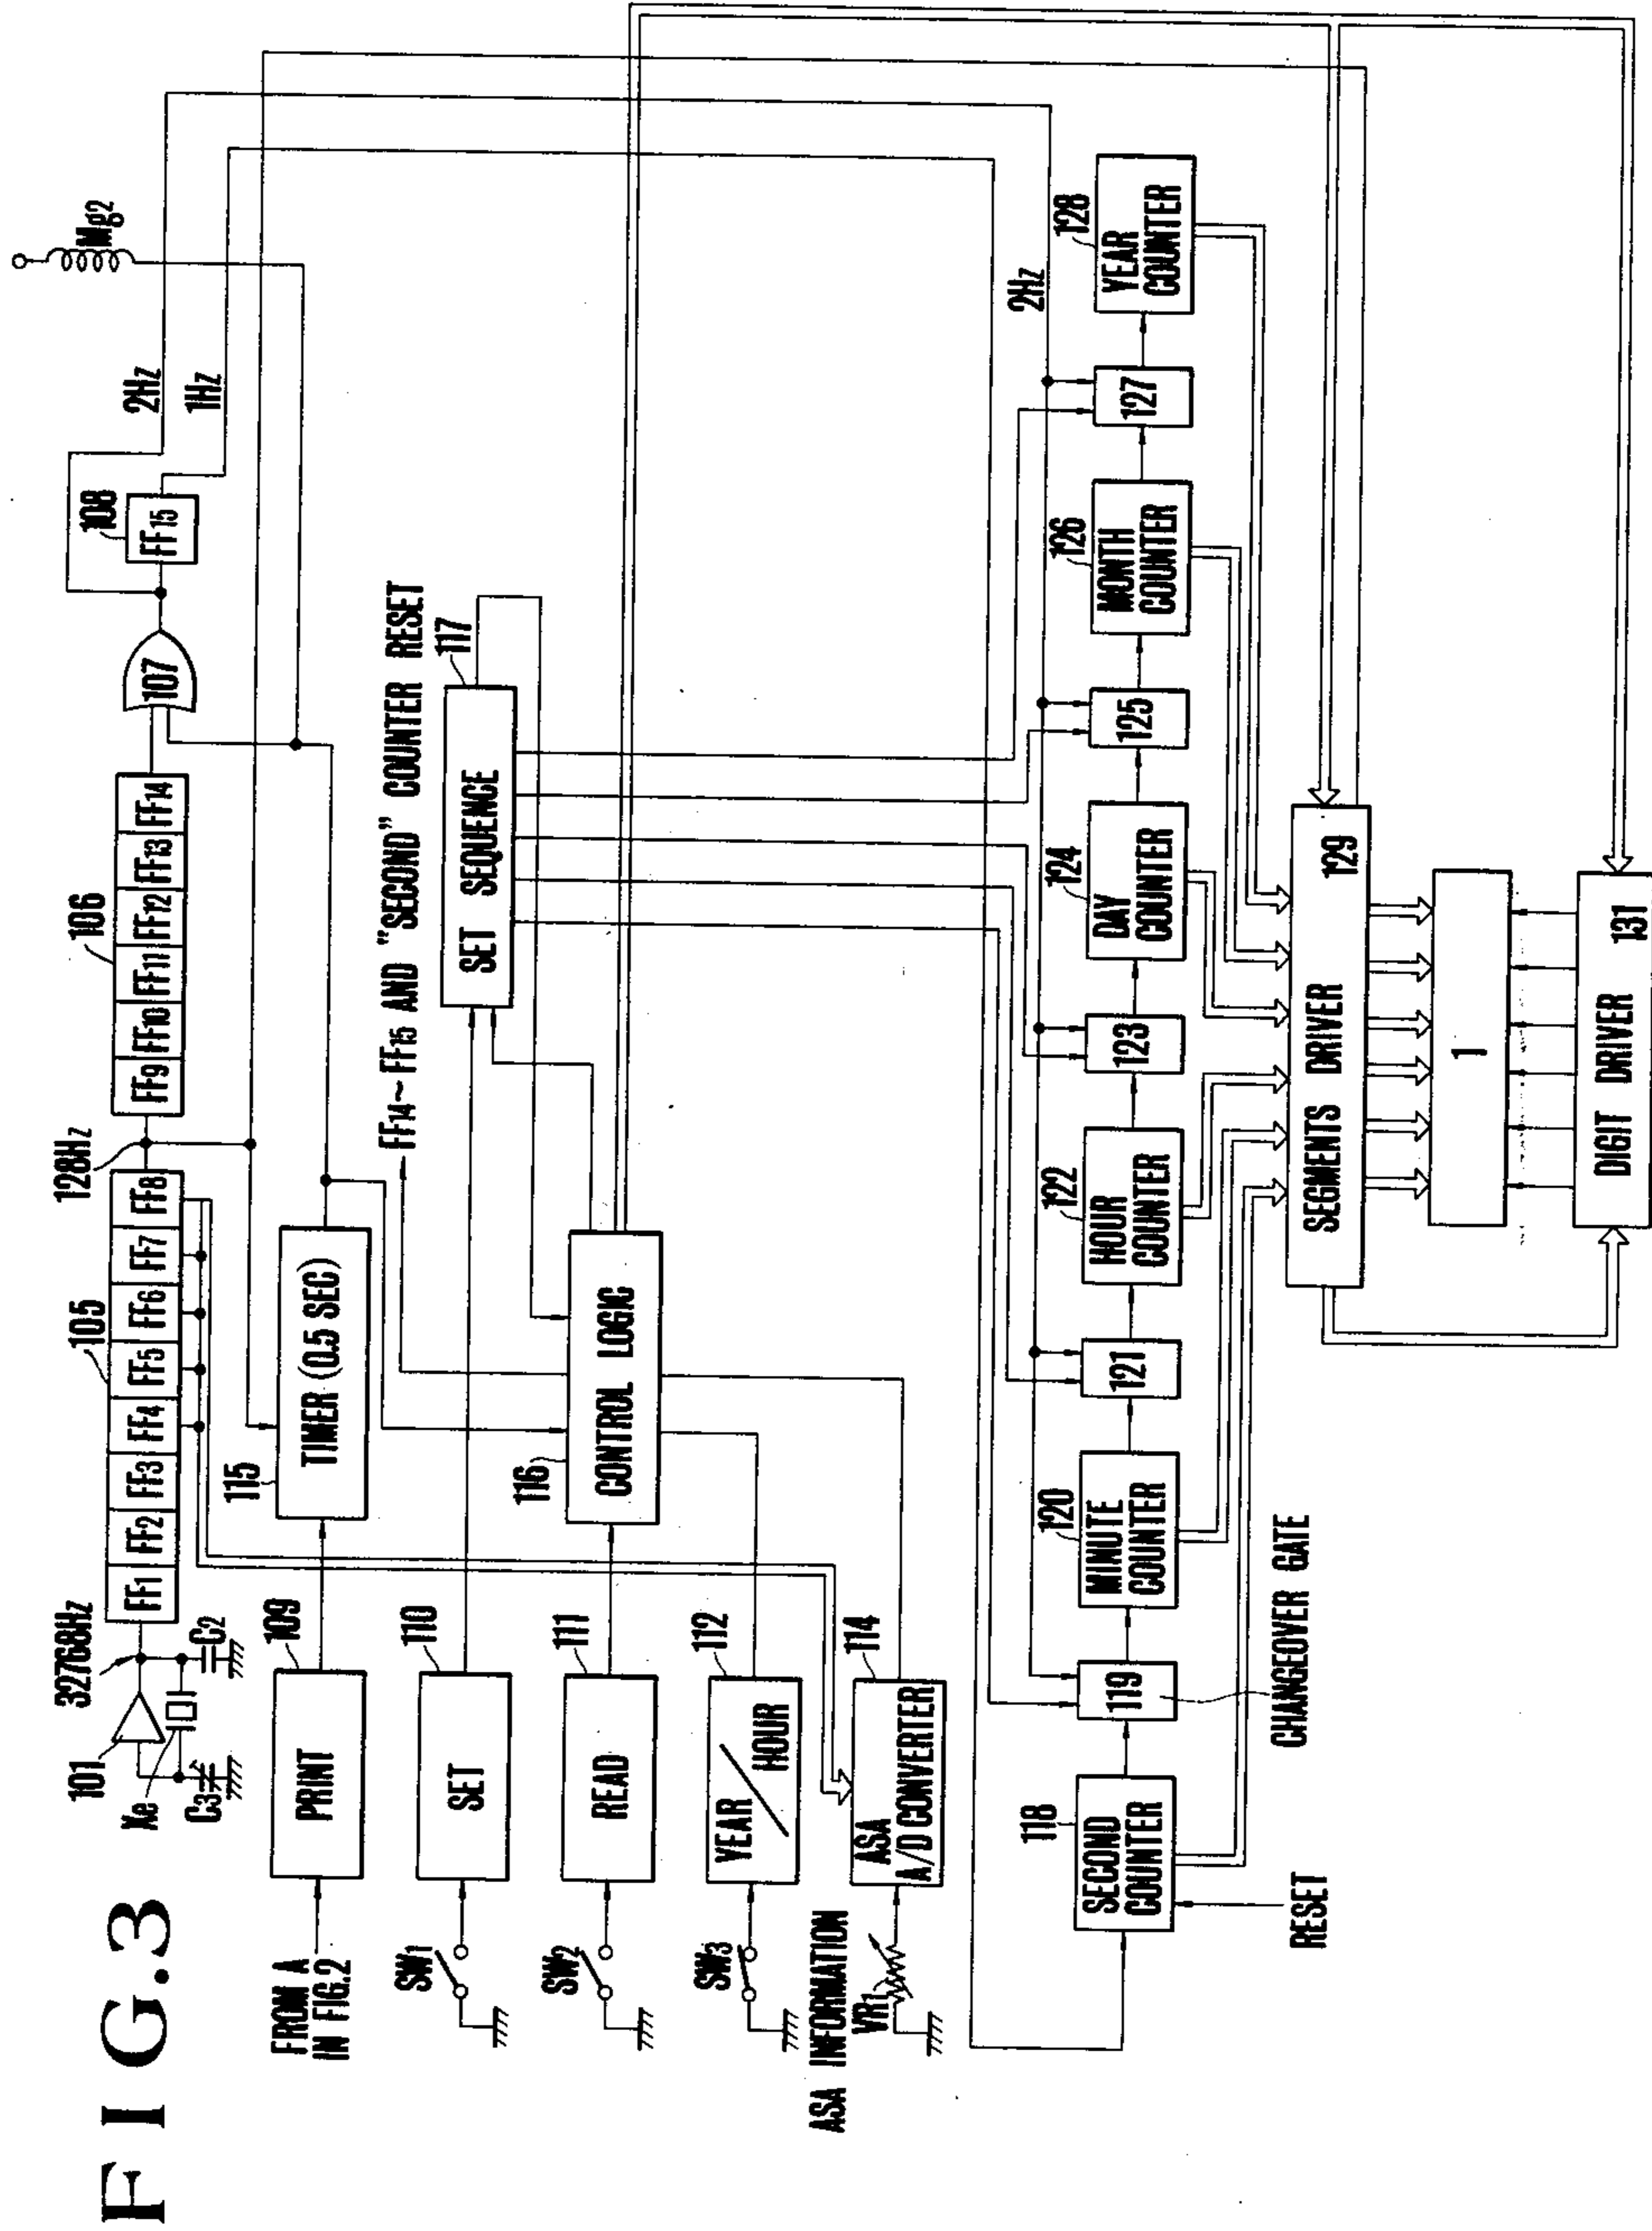 FIG.3
32768Hz
101
Xe
C3
C2
105
FF1 FF2 FF3 FF4 FF5 FF6 FF7 FF8
128Hz
106
FF9 FF10 FF11 FF12 FF13 FF14
107
108
FF15
2Hz
1Hz
Mg2
FROM A
IN FIG.2
109
PRINT
115
TIMER (0.5 SEC)
SW1
110
SET
FF14~FF15 AND "SECOND" COUNTER RESET
117
SET SEQUENCE
SW2
111
READ
116
CONTROL LOGIC
SW3
112
YEAR
HOUR
ASA INFORMATION
VR1
114
ASA
A/D CONVERTER
2Hz
118
SECOND
COUNTER
RESET
119
CHANGEOVER GATE
120
MINUTE
COUNTER
121
122
HOUR
COUNTER
123
124
DAY
COUNTER
125
126
MONTH
COUNTER
127
128
YEAR
COUNTER
SEGMENTS DRIVER 129
1
DIGIT DRIVER 131